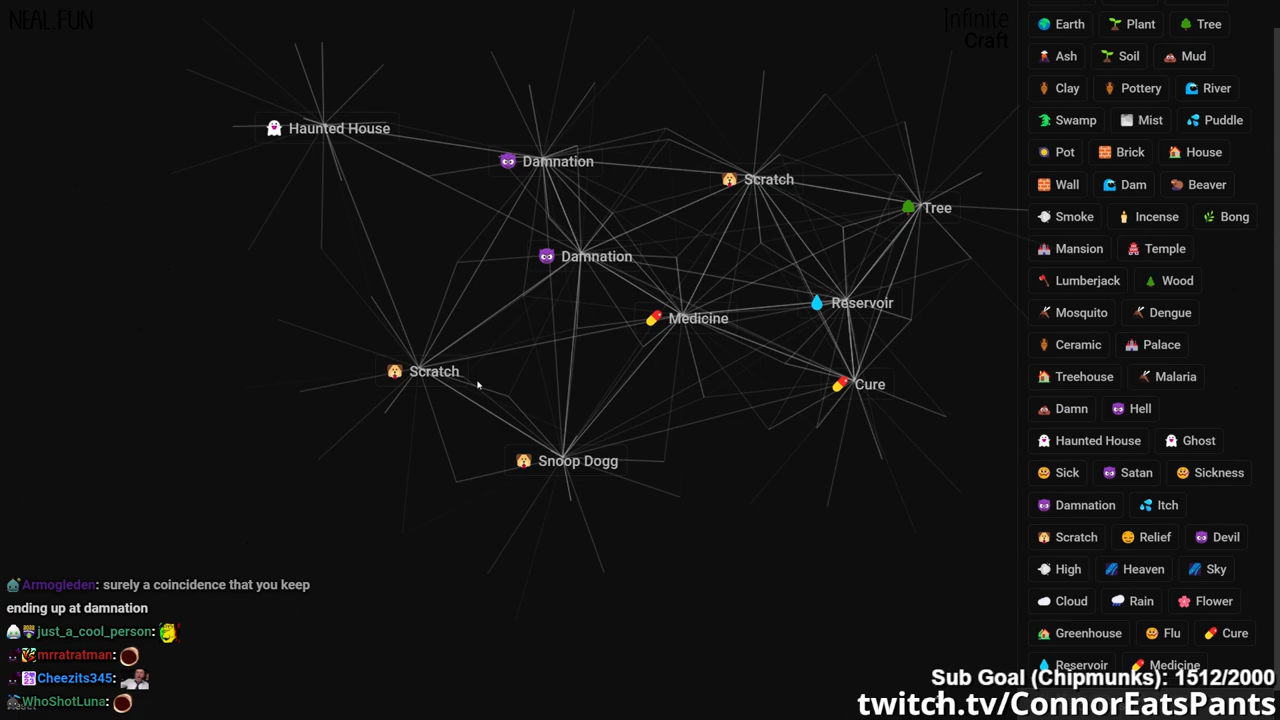 NEAL.FUN
Infinite
Craft
Haunted House
Damnation
Scratch
Tree
Damnation
Reservoir
Medicine
Scratch
Cure
Snoop Dogg
Earth Plant Tree
Ash Soil Mud
Clay Pottery River
Swamp Mist Puddle
Pot Brick House
Wall Dam Beaver
Smoke Incense Bong
Mansion Temple
Lumberjack Wood
Mosquito Dengue
Ceramic Palace
Treehouse Malaria
Damn Hell
Haunted House Ghost
Sick Satan Sickness
Damnation Itch
Scratch Relief Devil
High Heaven Sky
Cloud Rain Flower
Greenhouse Flu Cure
Reservoir Medicine
Armogleden: surely a coincidence that you keep
ending up at damnation
just_a_cool_person:
mrratratman:
Cheezits345:
WhoShotLuna:
Sub Goal (Chipmunks): 1512/2000
twitch.tv/ConnorEatsPants